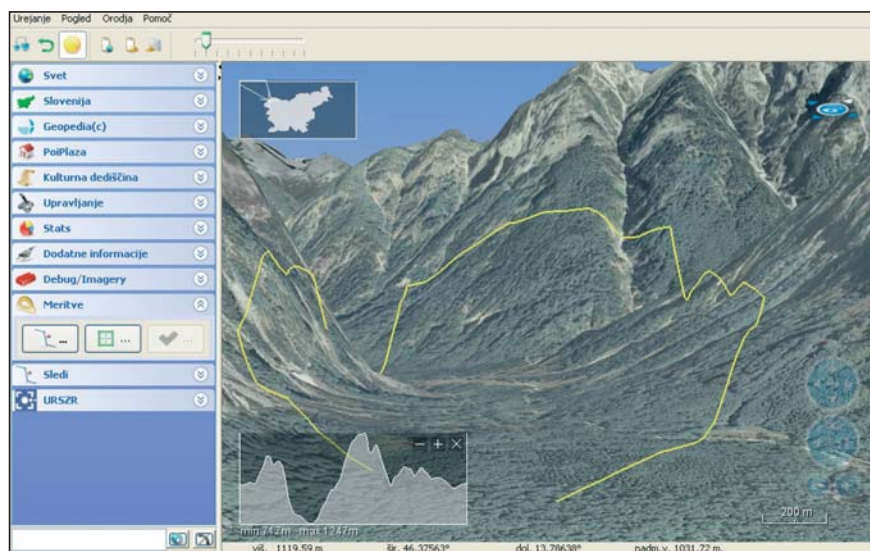 Urejanje Pogled Orodja Pomoč
Svet
Slovenija
Geopedia(c)
PoiPlaza
Kulturna dediščina
Upravljanje
Stats
Dodatne informacije
Debug/Imagery
Meritve
... ... ...
Sledi
URSZR
min 742m max 1247m
200 m
viš. 1119.59 m šir. 46.37563° dol. 13.78638° nadm.v. 1031.72 m.